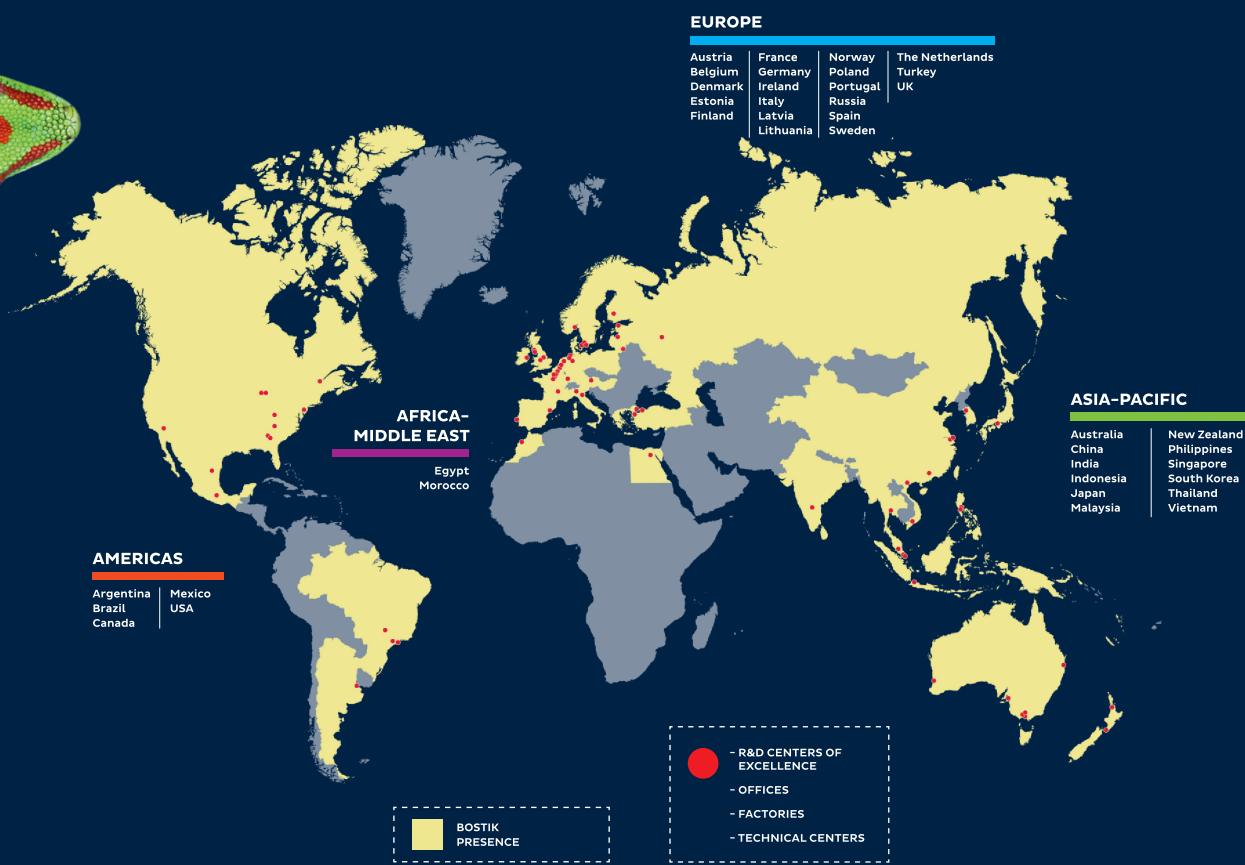 EUROPE
Austria
Belgium
Denmark
Estonia
Finland
France
Germany
Ireland
Italy
Latvia
Lithuania
Norway
Poland
Portugal
Russia
Spain
Sweden
The Netherlands
Turkey
UK
AFRICA-
MIDDLE EAST
Egypt
Morocco
ASIA-PACIFIC
Australia
China
India
Indonesia
Japan
Malaysia
New Zealand
Philippines
Singapore
South Korea
Thailand
Vietnam
AMERICAS
Argentina
Brazil
Canada
Mexico
USA
- R&D CENTERS OF
EXCELLENCE
- OFFICES
- FACTORIES
- TECHNICAL CENTERS
BOSTIK
PRESENCE